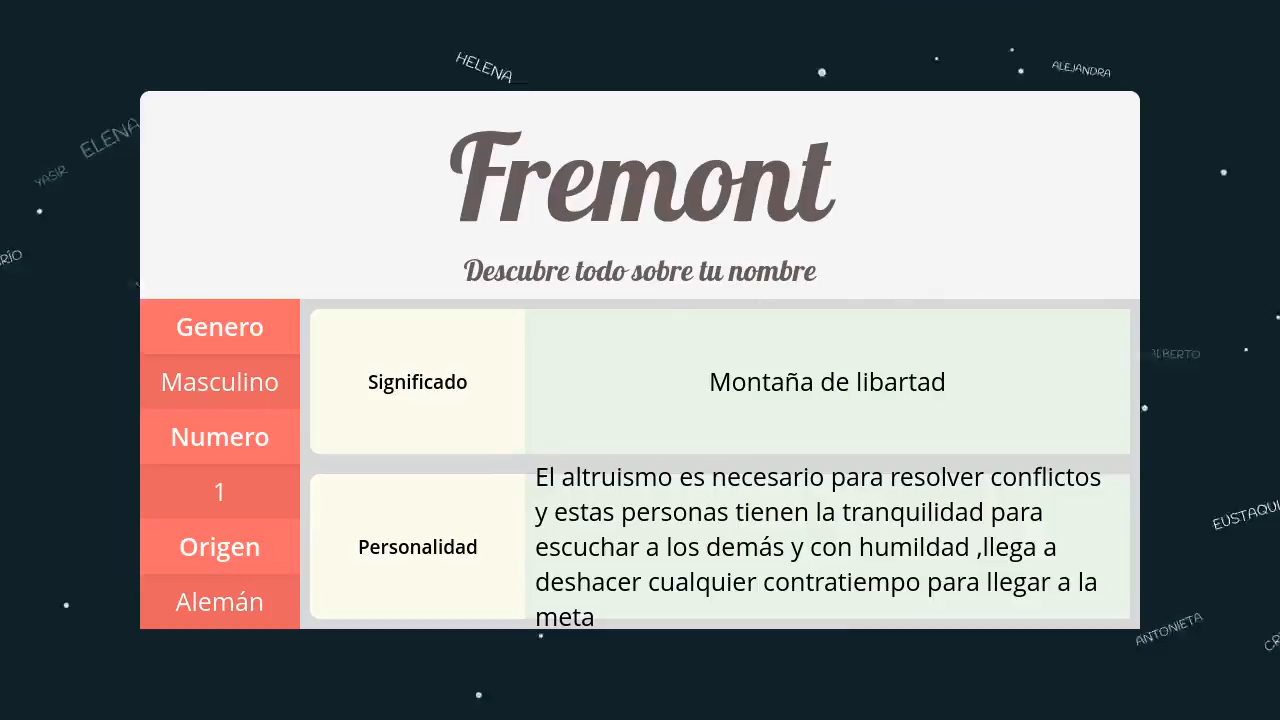 HELENA
ALEJANDRA
ELENA
YASIR
Fremont
Descubre todo sobre tu nombre
Genero
Masculino
Numero
1
Origen
Alemán
Significado
Montaña de libartad
Personalidad
El altruismo es necesario para resolver conflictos
y estas personas tienen la tranquilidad para
escuchar a los demás y con humildad ,llega a
deshacer cualquier contratiempo para llegar a la
meta
ANTONIETA